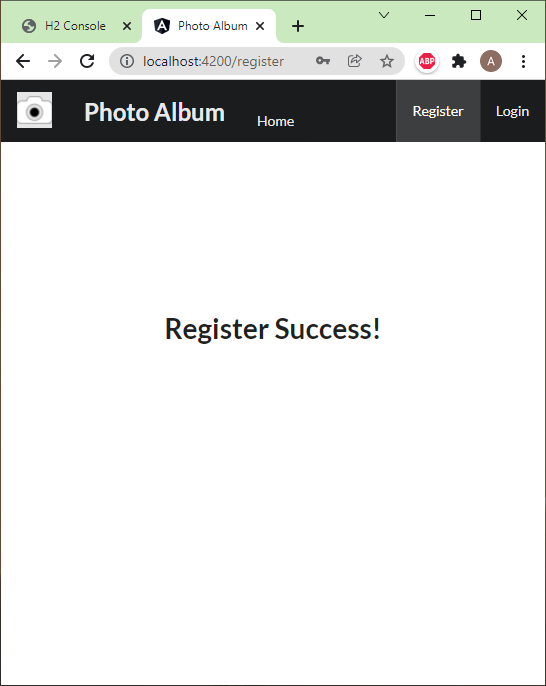 H2 Console
Photo Album
localhost:4200/register
ABP
A
Photo Album
Home
Register
Login
Register Success!